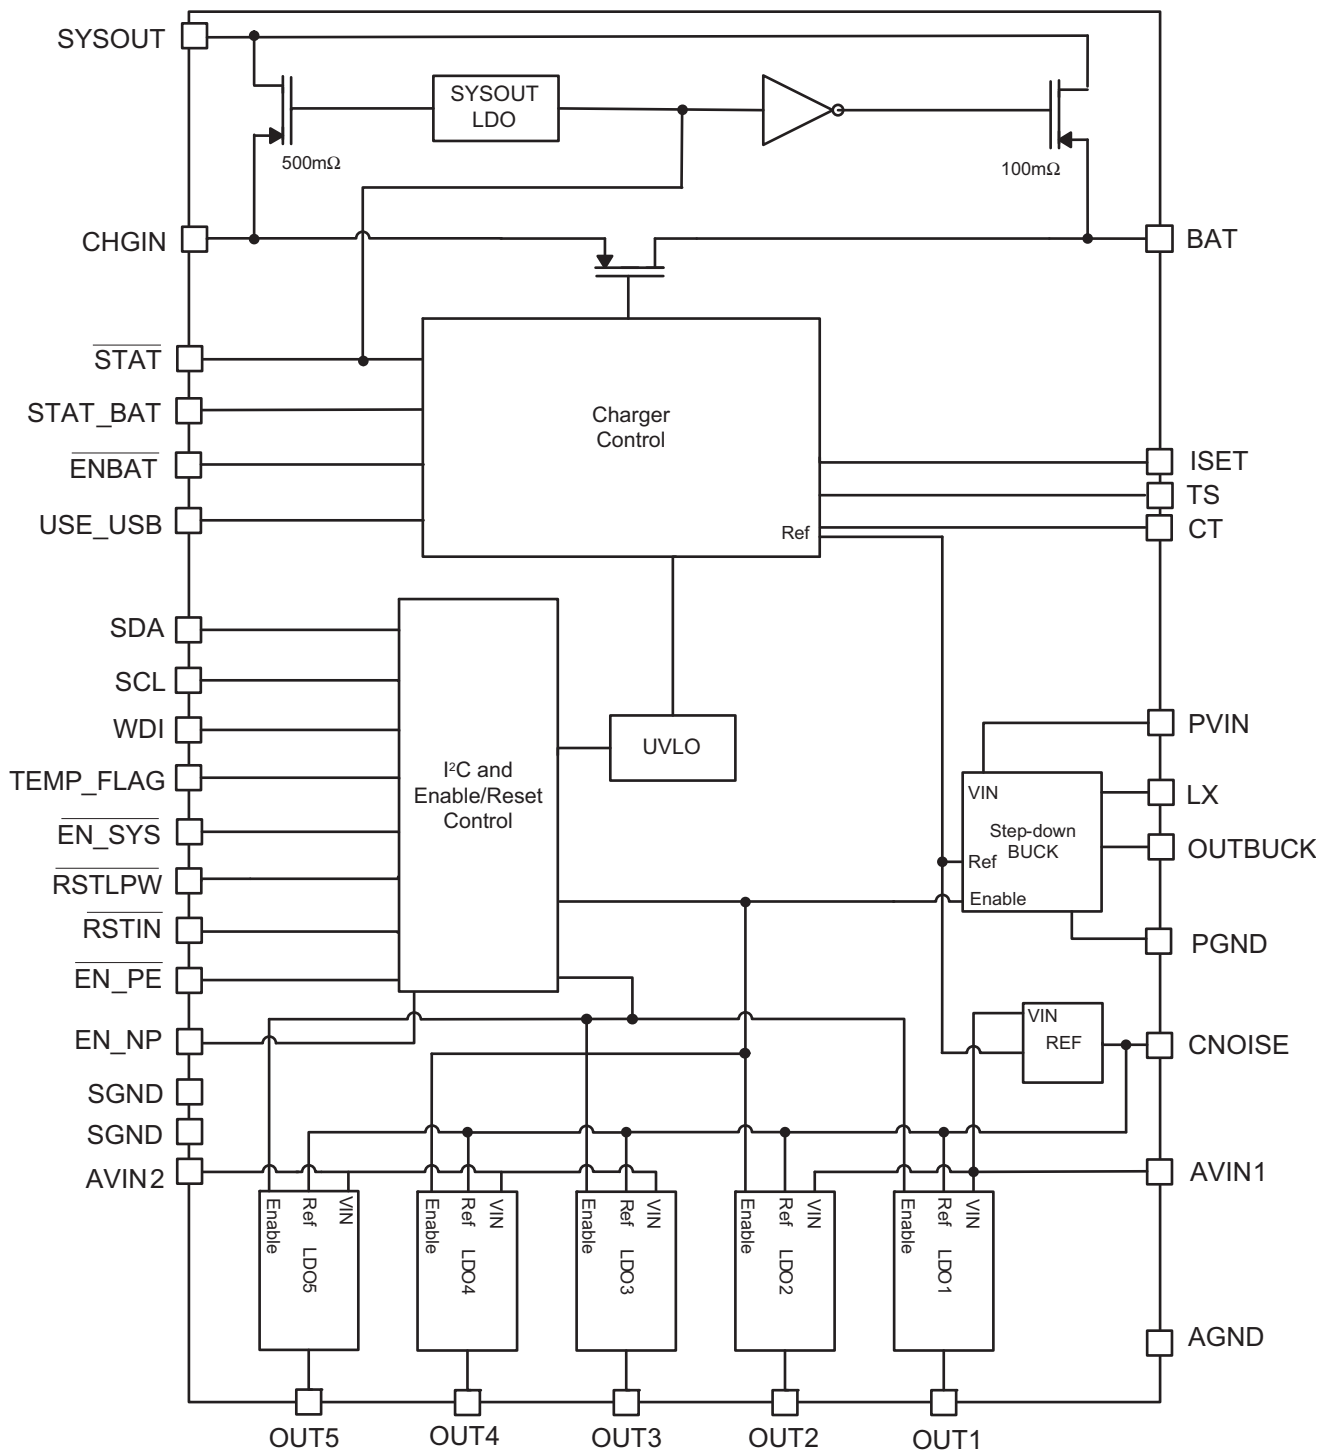 SYSOUT
SYSOUT
LDO
500mΩ
100mΩ
CHGIN
BAT
STAT
STAT_BAT
ENBAT
USE_USB
Charger
Control
Ref
ISET
TS
CT
SDA
SCL
WDI
TEMP_FLAG
EN_SYS
RSTLPW
RSTIN
EN_PE
EN_NP
SGND
SGND
AVIN2
I²C and
Enable/Reset
Control
UVLO
VIN
Step-down
BUCK
Ref
Enable
PVIN
LX
OUTBUCK
PGND
VIN
REF
CNOISE
AVIN1
AGND
Enable
Ref
VIN
LDO5
Enable
Ref
VIN
LDO4
Enable
Ref
VIN
LDO3
Enable
Ref
VIN
LDO2
Enable
Ref
VIN
LDO1
OUT5
OUT4
OUT3
OUT2
OUT1